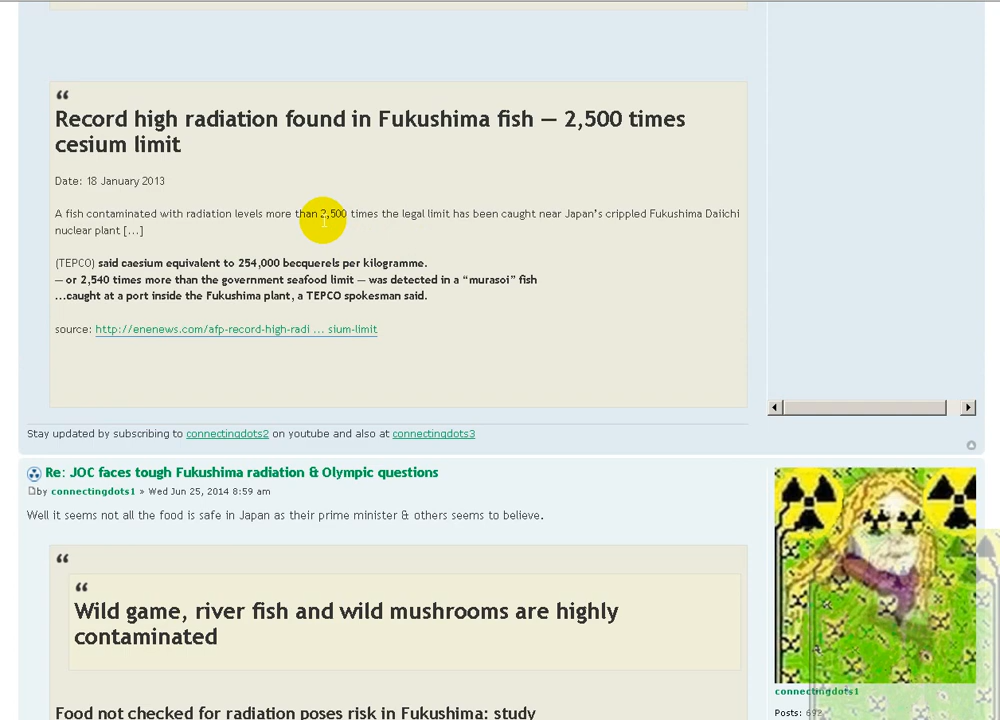 “
Record high radiation found in Fukushima fish — 2,500 times
cesium limit
Date: 18 January 2013
A fish contaminated with radiation levels more than 2,500 times the legal limit has been caught near Japan's crippled Fukushima Daiichi
nuclear plant [...]
(TEPCO) said caesium equivalent to 254,000 becquerels per kilogramme.
— or 2,540 times more than the government seafood limit — was detected in a “murasoi” fish
...caught at a port inside the Fukushima plant, a TEPCO spokesman said.
source: http://enenews.com/afp-record-high-radi ... sium-limit
Stay updated by subscribing to connectingdots2 on youtube and also at connectingdots3
Re: JOC faces tough Fukushima radiation & Olympic questions
by connectingdots1 » Wed Jun 25, 2014 8:59 am
Well it seems not all the food is safe in Japan as their prime minister & others seems to believe.
“
“
Wild game, river fish and wild mushrooms are highly
contaminated
Food not checked for radiation poses risk in Fukushima: study
connectingdots1
Posts: